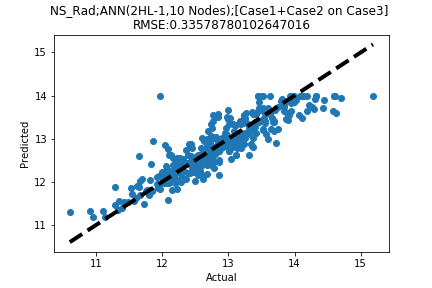 NS_Rad;ANN(2HL-1,10 Nodes);[Case1+Case2 on Case3]
RMSE:0.33578780102647016
15
14
13
12
11
Predicted
11
12
13
14
15
Actual